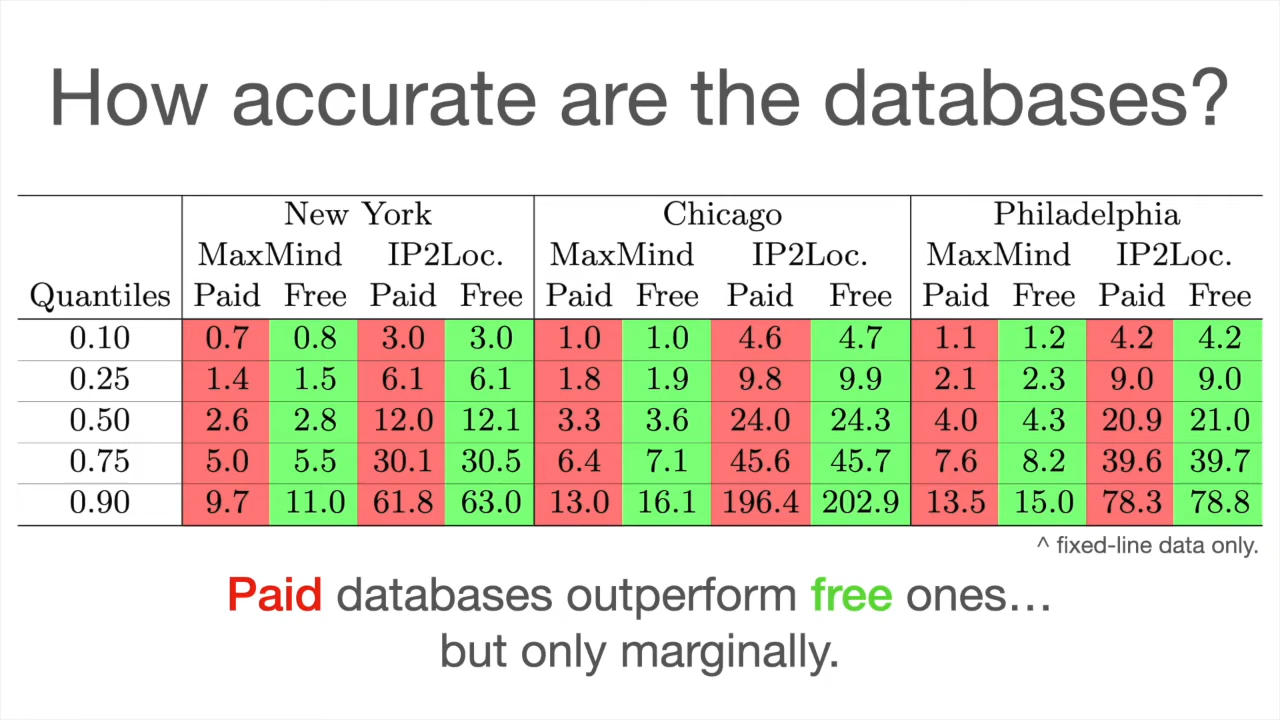 How accurate are the databases?
New York Chicago Philadelphia
MaxMind IP2Loc. MaxMind IP2Loc. MaxMind IP2Loc.
Quantiles Paid Free Paid Free Paid Free Paid Free Paid Free Paid Free
0.10 0.7 0.8 3.0 3.0 1.0 1.0 4.6 4.7 1.1 1.2 4.2 4.2
0.25 1.4 1.5 6.1 6.1 1.8 1.9 9.8 9.9 2.1 2.3 9.0 9.0
0.50 2.6 2.8 12.0 12.1 3.3 3.6 24.0 24.3 4.0 4.3 20.9 21.0
0.75 5.0 5.5 30.1 30.5 6.4 7.1 45.6 45.7 7.6 8.2 39.6 39.7
0.90 9.7 11.0 61.8 63.0 13.0 16.1 196.4 202.9 13.5 15.0 78.3 78.8
^ fixed-line data only.
Paid databases outperform free ones…
but only marginally.